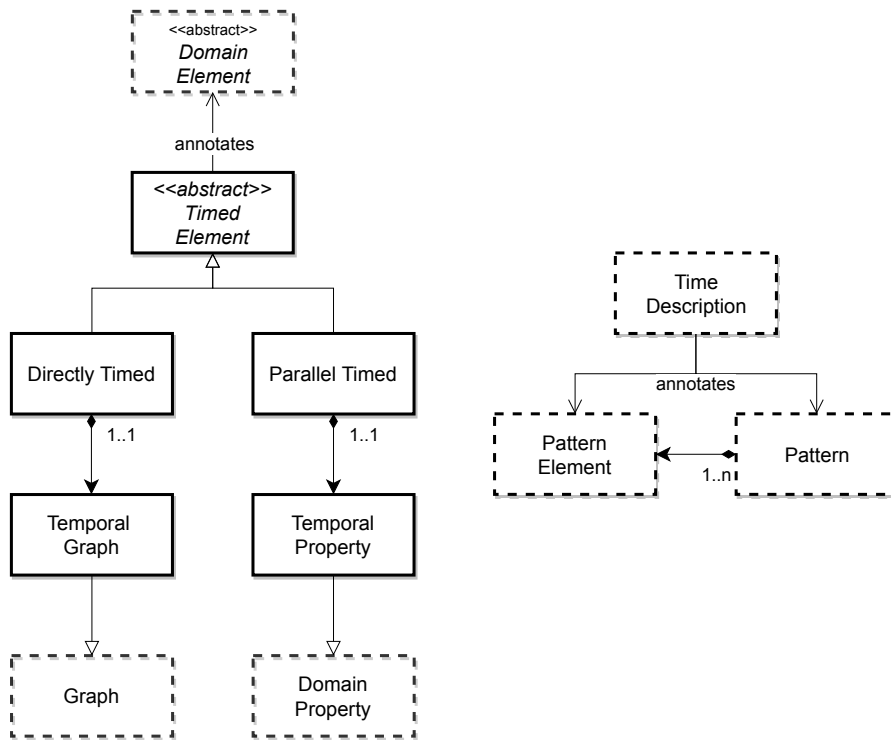 <<abstract>>
Domain
Element
annotates
<<abstract>>
Timed
Element
Directly Timed
Parallel Timed
1..1
1..1
Temporal
Graph
Temporal
Property
Graph
Domain
Property
Time
Description
annotates
Pattern
Element
Pattern
1..n